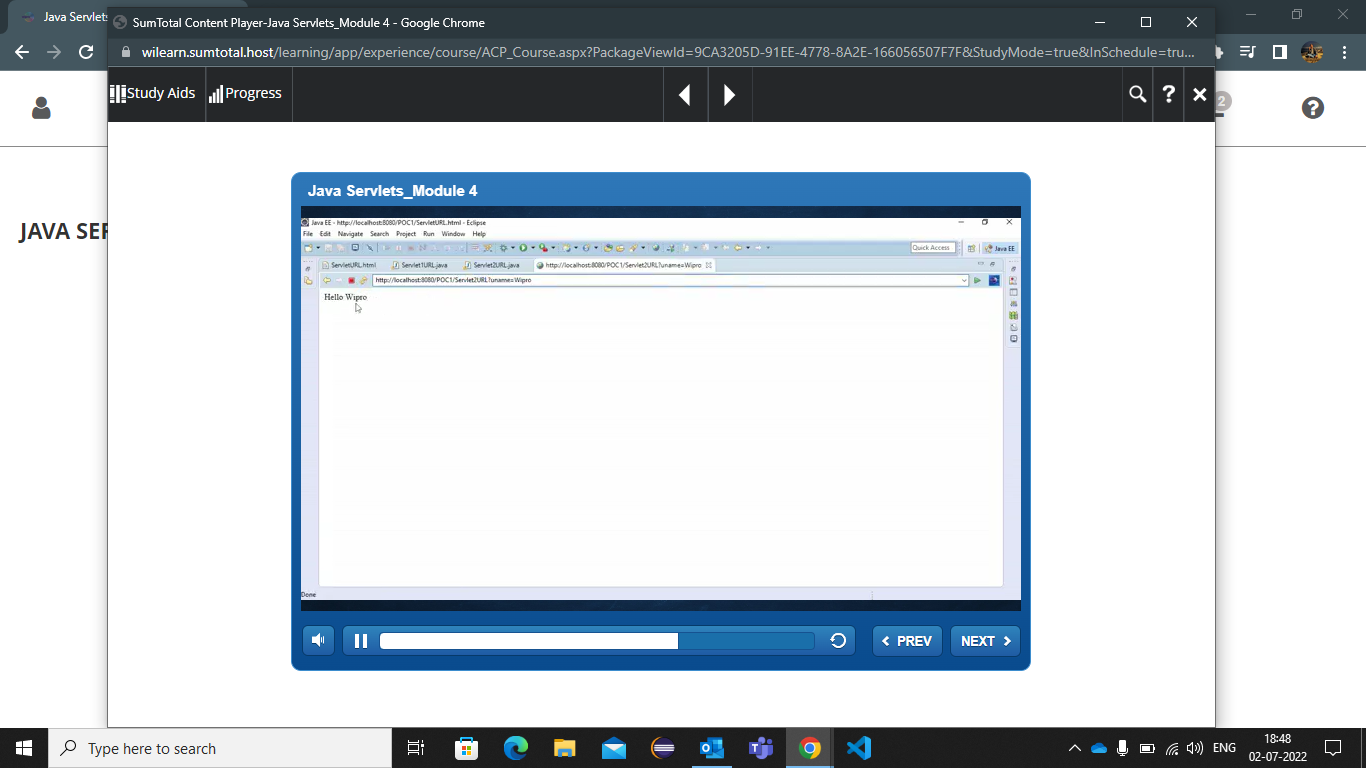 Java Servlets
SumTotal Content Player-Java Servlets_Module 4 - Google Chrome
wilearn.sumtotal.host/learning/app/experience/course/ACP_Course.aspx?PackageViewId=9CA3205D-91EE-4778-8A2E-166056507F7F&StudyMode=true&InSchedule=tru...
Study Aids
Progress
?
2
?
JAVA SER
Java Servlets_Module 4
Java EE - http://localhost:8080/POC1/ServletURL.html - Eclipse
File Edit Navigate Search Project Run Window Help
Quick Access
Java EE
ServletURL.html
Servlet1URL.java
Servlet2URL.java
http://localhost:8080/POC1/Servlet2URL?uname=Wipro
http://localhost:8080/POC1/Servlet2URL?uname=Wipro
Hello Wipro
Done
PREV
NEXT
Type here to search
ENG
18:48
02-07-2022